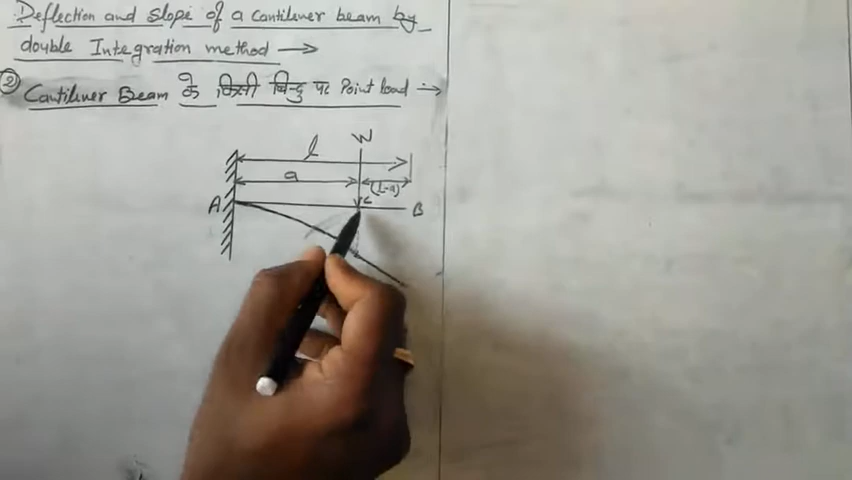 Deflection and slope of a cantilever beam by
double Integration method →
② Cantilever Beam के किसी बिन्दु पर Point load →
W
l
a
(l-a)
A
C
B